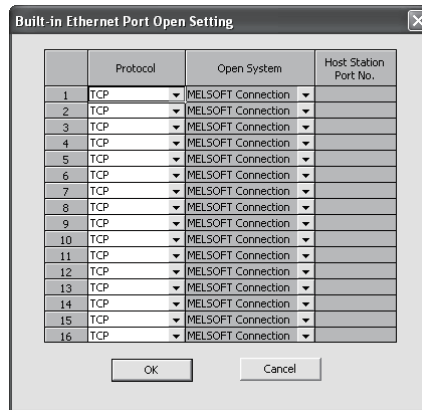 Built-in Ethernet Port Open Setting
Protocol Open System Host Station Port No.
1 TCP MELSOFT Connection
2 TCP MELSOFT Connection
3 TCP MELSOFT Connection
4 TCP MELSOFT Connection
5 TCP MELSOFT Connection
6 TCP MELSOFT Connection
7 TCP MELSOFT Connection
8 TCP MELSOFT Connection
9 TCP MELSOFT Connection
10 TCP MELSOFT Connection
11 TCP MELSOFT Connection
12 TCP MELSOFT Connection
13 TCP MELSOFT Connection
14 TCP MELSOFT Connection
15 TCP MELSOFT Connection
16 TCP MELSOFT Connection
OK Cancel